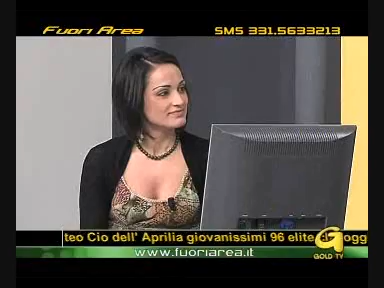 Fuori Area
SMS 331.5633213
teo Cio dell' Aprilia giovanissimi 96 elite
ogg
GOLD TV
www.fuoriarea.it